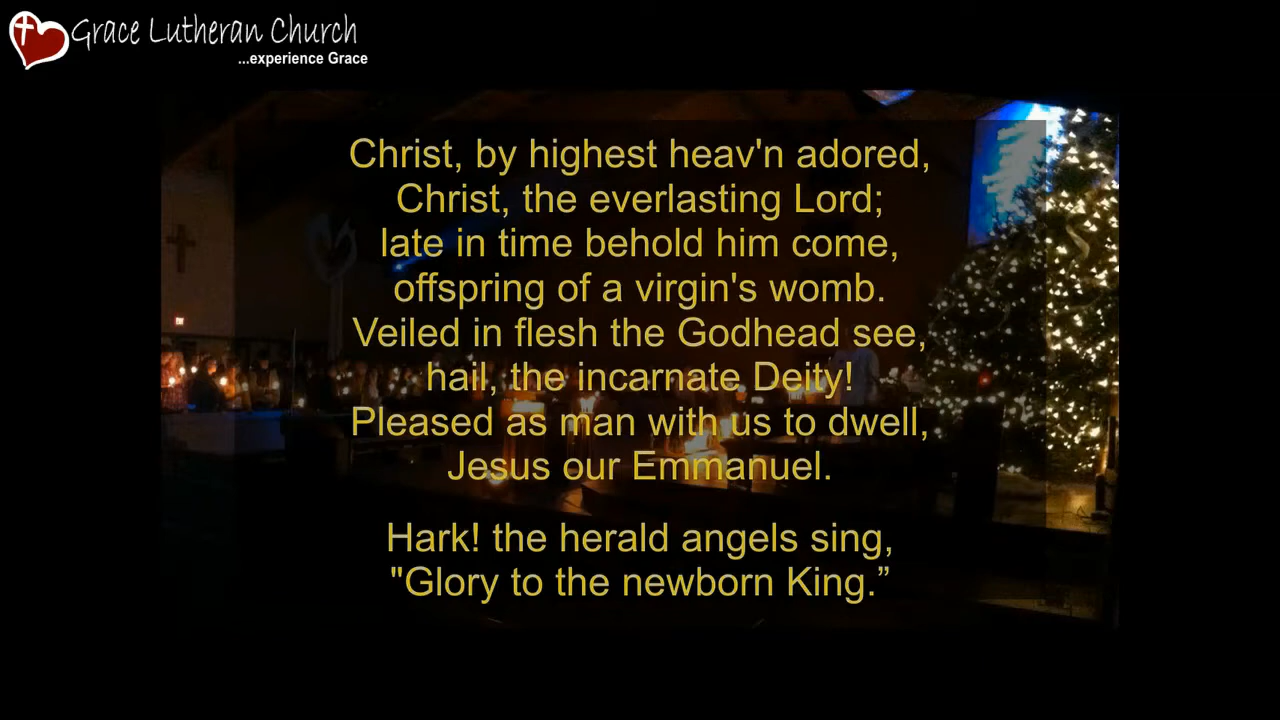 Grace Lutheran Church
...experience Grace
Christ, by highest heav'n adored,
Christ, the everlasting Lord;
late in time behold him come,
offspring of a virgin's womb.
Veiled in flesh the Godhead see,
hail, the incarnate Deity!
Pleased as man with us to dwell,
Jesus our Emmanuel.
Hark! the herald angels sing,
"Glory to the newborn King.”